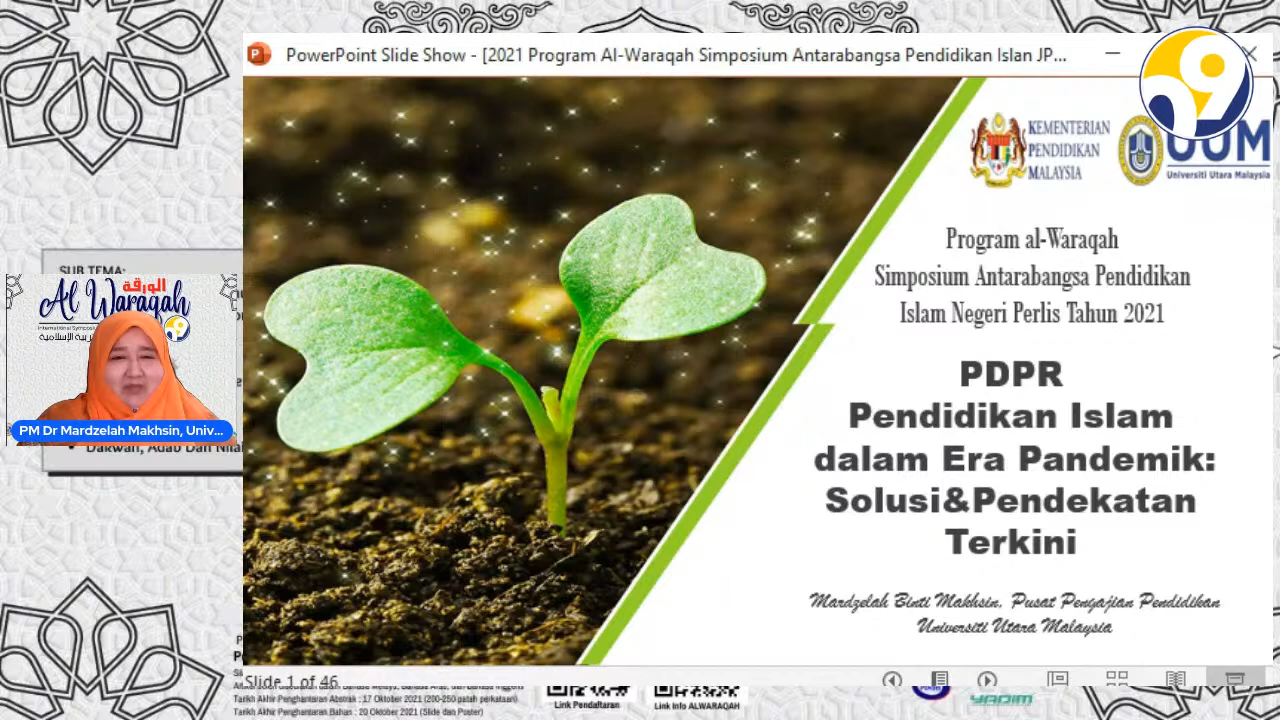 PowerPoint Slide Show - [2021 Program Al-Waraqah Simposium Antarabangsa Pendidikan Islan JP...
KEMENTERIAN
PENDIDIKAN
MALAYSIA
UUM
Universiti Utara Malaysia
Program al-Waraqah
Simposium Antarabangsa Pendidikan
Islam Negeri Perlis Tahun 2021
PDPR
Pendidikan Islam
dalam Era Pandemik:
Solusi&Pendekatan
Terkini
Mardzelah Binti Makhsin, Pusat Pengajian Pendidikan
Universiti Utara Malaysia
SUB TEMA:
الورقة
Al Waraqah
International Symposiu
PM Dr Mardzelah Makhsin, Univ...
Dakwah, Adab Dan Nilai
Slide 1 of 46
Tarikh Akhir Penghantaran Abstrak : 17 Oktober 2021 (200-250 patah perkataan)
Tarikh Akhir Penghantaran Bahan : 20 Oktober 2021 (Slide dan Poster)
Link Pendaftaran
Link Info ALWARAQAH
YADIM